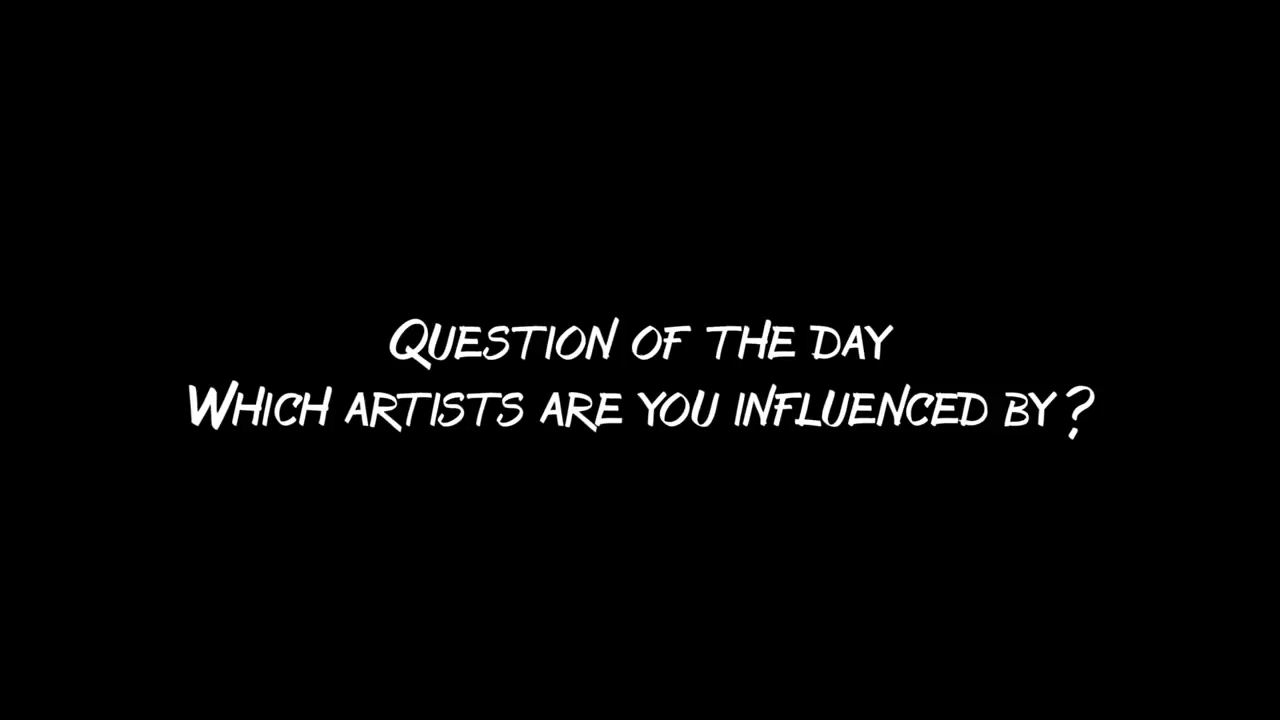 Question of the day
Which artists are you influenced by?